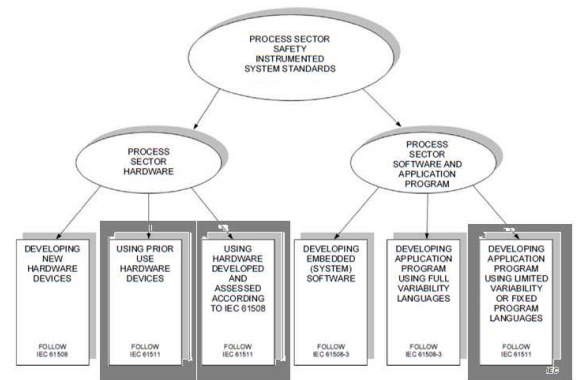 PROCESS SECTOR
SAFETY
INSTRUMENTED
SYSTEM STANDARDS
PROCESS
SECTOR
HARDWARE
PROCESS
SECTOR
SOFTWARE AND
APPLICATION
PROGRAM
DEVELOPING
NEW
HARDWARE
DEVICES
FOLLOW
IEC 61508
USING PRIOR
USE
HARDWARE
DEVICES
FOLLOW
IEC 61511
USING
HARDWARE
DEVELOPED
AND
ASSESSED
ACCORDING
TO IEC 61508
FOLLOW
IEC 61511
DEVELOPING
EMBEDDED
(SYSTEM)
SOFTWARE
FOLLOW
IEC 61508-3
DEVELOPING
APPLICATION
PROGRAM
USING FULL
VARIABILITY
LANGUAGES
FOLLOW
IEC 61508-3
DEVELOPING
APPLICATION
PROGRAM
USING LIMITED
VARIABILITY
OR FIXED
PROGRAM
LANGUAGES
FOLLOW
IEC 61511
IEC